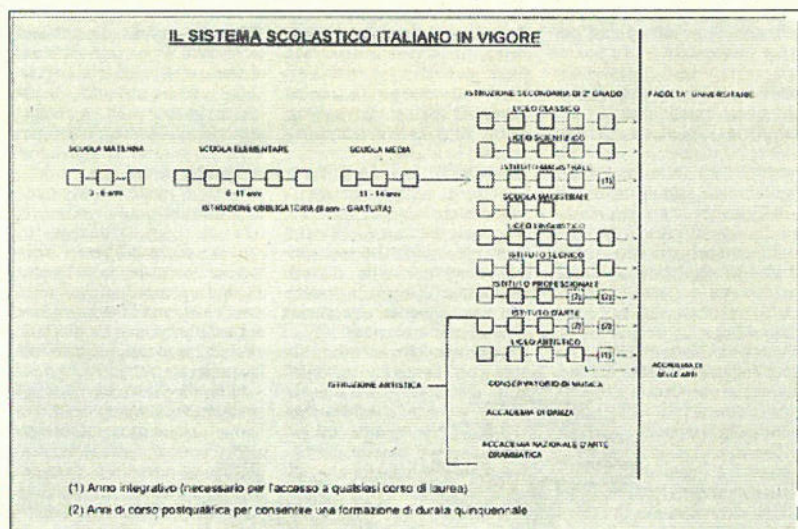 IL SISTEMA SCOLASTICO ITALIANO IN VIGORE
ISTRUZIONE SECONDARIA DI 2° GRADO
FACOLTA' UNIVERSITARIE
LICEO CLASSICO
LICEO SCIENTIFICO
SCUOLA MATERNA
SCUOLA ELEMENTARE
SCUOLA MEDIA
ISTITUTO MAGISTRALE
(1)
3 - 6 anni
6 - 11 anni
11 - 14 anni
SCUOLA MAGISTRALE
ISTRUZIONE OBBLIGATORIA (8 anni - GRATUITA)
LICEO LINGUISTICO
ISTITUTO TECNICO
ISTITUTO PROFESSIONALE
(2)
(2)
ISTITUTO D'ARTE
(2)
(2)
LICEO ARTISTICO
(1)
ACCADEMIA DI
BELLE ARTI
ISTRUZIONE ARTISTICA
CONSERVATORIO DI MUSICA
ACCADEMIA DI DANZA
ACCADEMIA NAZIONALE D'ARTE
DRAMMATICA
(1) Anno integrativo (necessario per l'accesso a qualsiasi corso di laurea)
(2) Anni di corso postqualifica per consentire una formazione di durata quinquennale